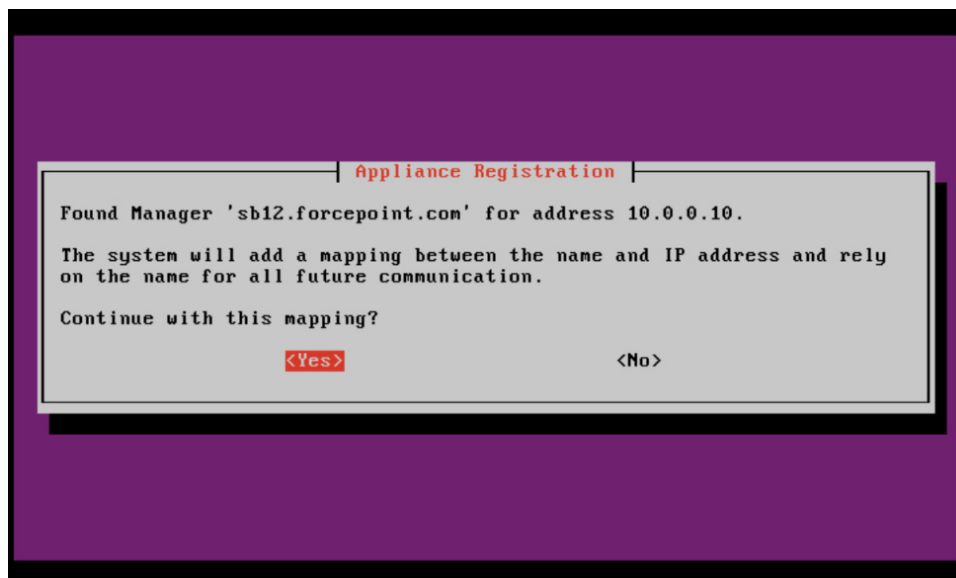 Appliance Registration
Found Manager 'sb12.forcepoint.com' for address 10.0.0.10.
The system will add a mapping between the name and IP address and rely
on the name for all future communication.
Continue with this mapping?
<Yes> <No>